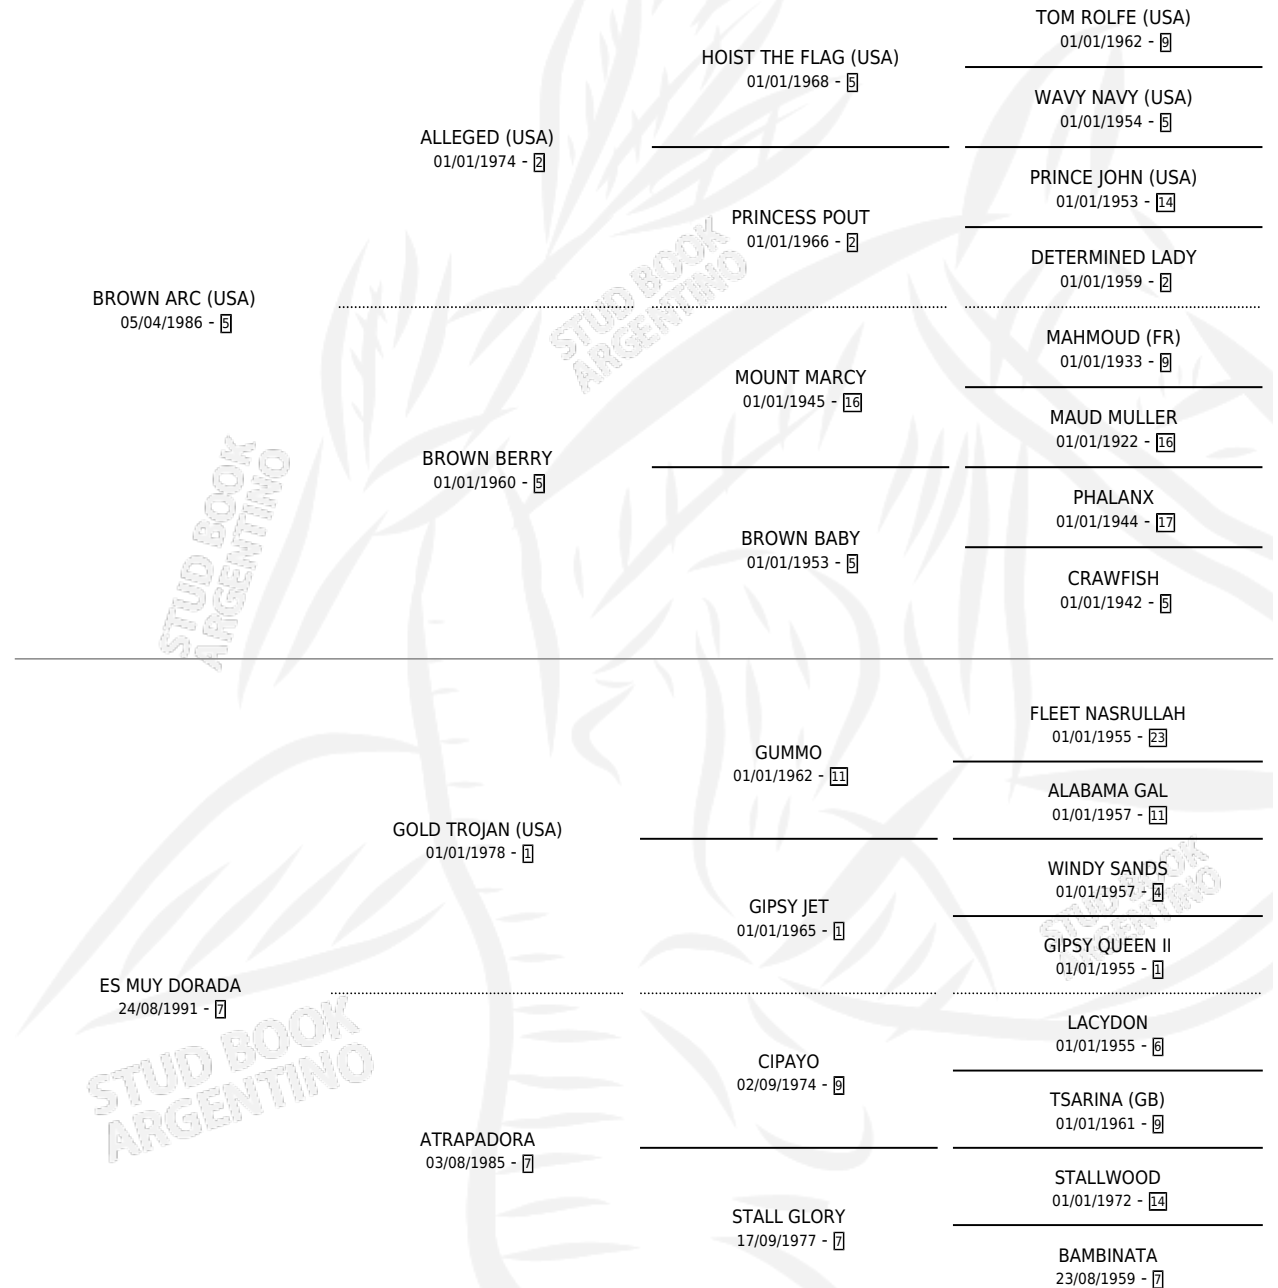 TOM ROLFE (USA)
01/01/1962 - 9
HOIST THE FLAG (USA)
01/01/1968 - 5
WAVY NAVY (USA)
01/01/1954 - 5
ALLEGED (USA)
01/01/1974 - 2
PRINCE JOHN (USA)
01/01/1953 - 14
PRINCESS POUT
01/01/1966 - 2
DETERMINED LADY
01/01/1959 - 2
BROWN ARC (USA)
05/04/1986 - 5
MAHMOUD (FR)
01/01/1933 - 9
MOUNT MARCY
01/01/1945 - 16
MAUD MULLER
01/01/1922 - 16
BROWN BERRY
01/01/1960 - 5
PHALANX
01/01/1944 - 17
BROWN BABY
01/01/1953 - 5
CRAWFISH
01/01/1942 - 5
FLEET NASRULLAH
01/01/1955 - 23
GUMMO
01/01/1962 - 11
ALABAMA GAL
01/01/1957 - 11
GOLD TROJAN (USA)
01/01/1978 - 1
WINDY SANDS
01/01/1957 - 4
GIPSY JET
01/01/1965 - 1
GIPSY QUEEN II
01/01/1955 - 1
ES MUY DORADA
24/08/1991 - 7
LACYDON
01/01/1955 - 6
CIPAYO
02/09/1974 - 9
TSARINA (GB)
01/01/1961 - 9
ATRAPADORA
03/08/1985 - 7
STALLWOOD
01/01/1972 - 14
STALL GLORY
17/09/1977 - 7
BAMBINATA
23/08/1959 - 7
STUD BOOK
ARGENTINO
STUD BOOK
ARGENTINO
STUD BOOK
ARGENTINO
STUD BOOK
ARGENTINO